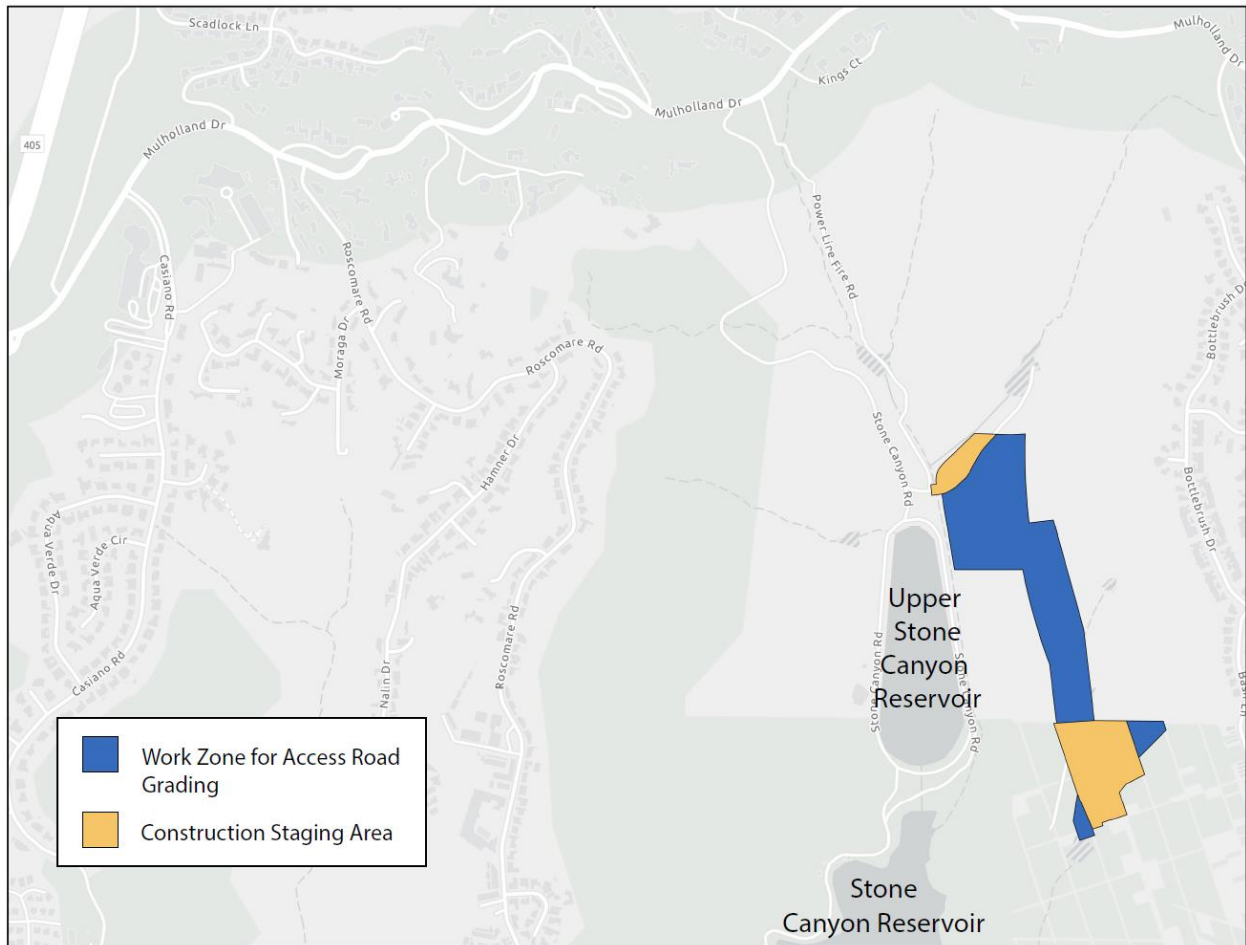 Scadlock Ln
Mulholland Dr
Kings Ct
Mulholland Dr
405
Mulholland Dr
Power Line Fire Rd
Casiano Rd
Roscomare Rd
Moraga Dr
Roscomare Rd
Bottlebrush Dr
Stone Canyon Rd
Hamner Dr
Aqua Verde Dr
Aqua Verde Cir
Bottlebrush Dr
Upper
Stone
Canyon
Reservoir
Stone Canyon Rd
Stone Canyon Rd
Roscomare Rd
Nalin Dr
Casiano Rd
Work Zone for Access Road
Grading
Construction Staging Area
Stone
Canyon Reservoir